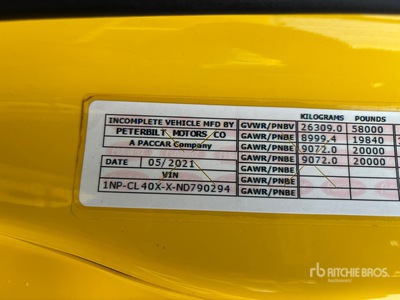 KILOGRAMS POUNDS
INCOMPLETE VEHICLE MFD BY GVWR/PNBV 26309.0 58000
PETERBILT MOTORS CO GAWR/PNBE 8999.4 19840
A PACCAR Company GAWR/PNBE 9072.0 20000
DATE 05/2021 GAWR/PNBE 9072.0 20000
VIN GAWR/PNBE
1NP-CL40X-X-ND790294 GAWR/PNBE
rb RITCHIE BROS.
Auctioneers